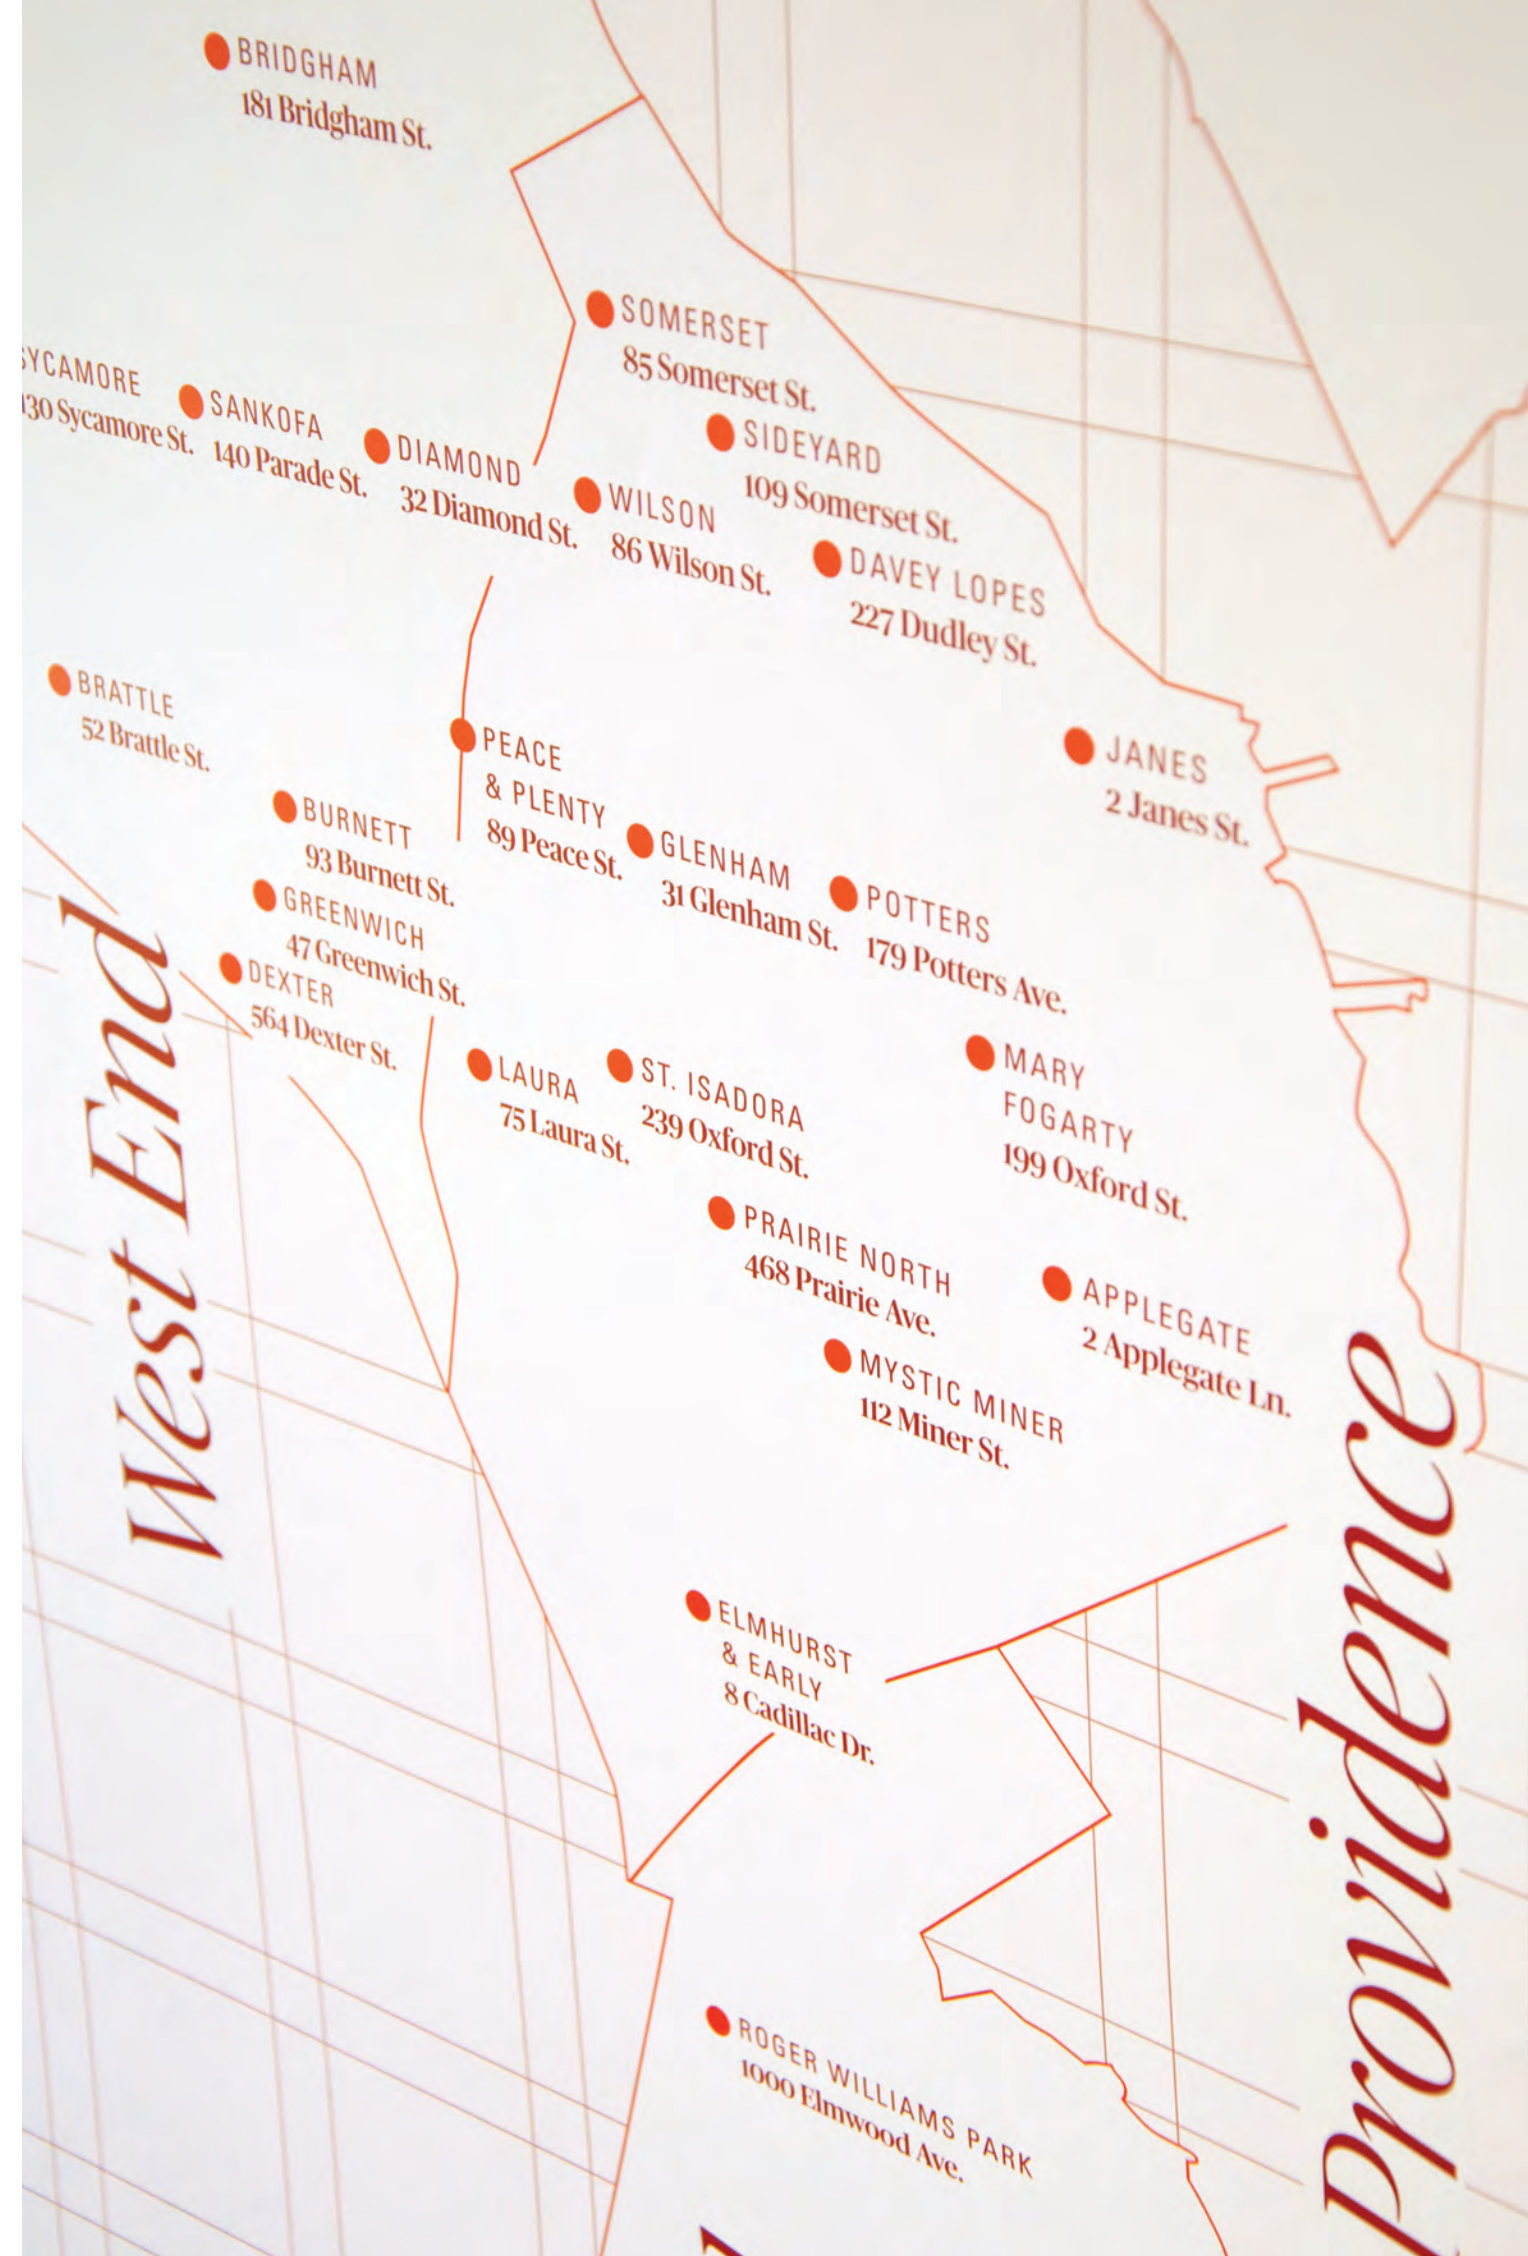 BRIDGHAM
181 Bridgham St.
SOMERSET
85 Somerset St.
YCAMORE
130 Sycamore St.
SANKOFA
140 Parade St.
DIAMOND
32 Diamond St.
SIDEYARD
109 Somerset St.
WILSON
86 Wilson St.
DAVEY LOPES
227 Dudley St.
BRATTLE
52 Brattle St.
PEACE
& PLENTY
89 Peace St.
JANES
2 Janes St.
BURNETT
93 Burnett St.
GLENHAM
31 Glenham St.
POTTERS
179 Potters Ave.
GREENWICH
47 Greenwich St.
DEXTER
564 Dexter St.
LAURA
75 Laura St.
ST. ISADORA
239 Oxford St.
MARY
FOGARTY
199 Oxford St.
PRAIRIE NORTH
468 Prairie Ave.
APPLEGATE
2 Applegate Ln.
MYSTIC MINER
112 Miner St.
West End
Providence
ELMHURST
& EARLY
8 Cadillac Dr.
ROGER WILLIAMS PARK
1000 Elmwood Ave.